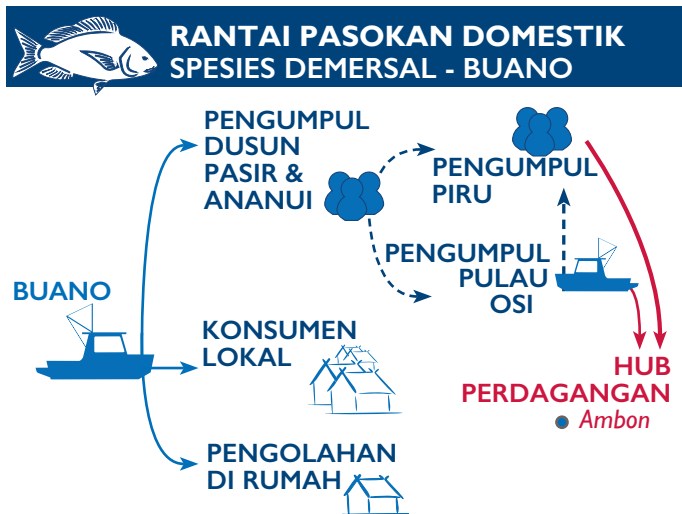 RANTAI PASOKAN DOMESTIK
SPESIES DEMERSAL - BUANO
PENGUMPUL
DUSUN
PASIR &
ANANUI
PENGUMPUL
PIRU
PENGUMPUL
PULAU
OSI
BUANO
KONSUMEN
LOKAL
HUB
PERDAGANGAN
Ambon
PENGOLAHAN
DI RUMAH